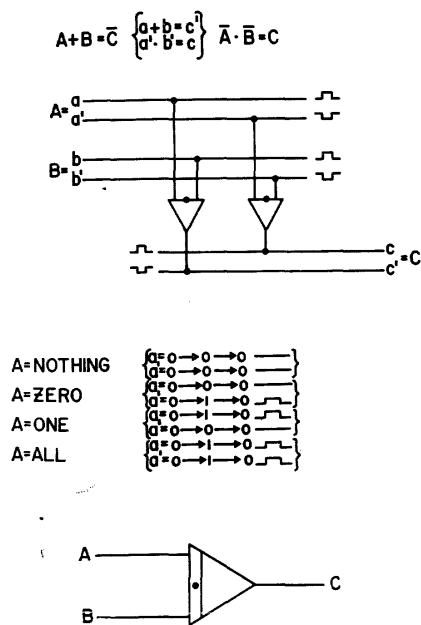 A+B=C̅ {a+b=c' A̅·B̅=C
a'·b'=c}
A= a
a'
B= b
b'
c
c' =C
A=NOTHING {a=0→0→0
a'=0→0→0}
A=ZERO {a=0→0→0
a'=0→1→0}
A=ONE {a=0→1→0
a'=0→0→0}
A=ALL {a=0→1→0
a'=0→1→0}
A
B
C